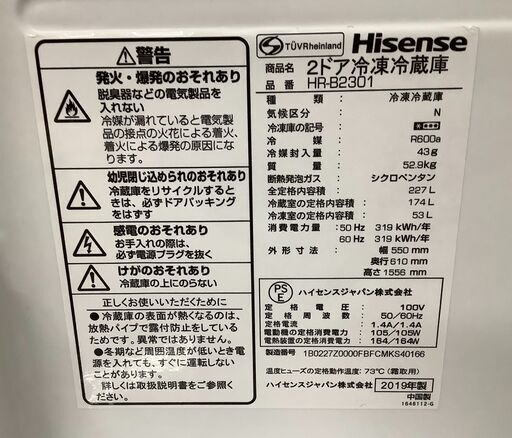 警告
発火・爆発のおそれあり
脱臭器などの電気製品を
入れない
冷媒が漏れていると電気製
品の接点の火花による着火、
着火による爆発の原因にな
ります。
幼児閉じ込められのおそれあり
冷蔵庫をリサイクルすると
きは、必ずドアパッキング
をはずす
感電のおそれあり
お手入れの際は、
必ず電源プラグを抜く
けがのおそれあり
冷蔵庫の上にのらない
正しくお使いいただくために
●冷蔵庫の表面が熱くなるのは、
放熱パイプで露付防止をしているた
めです。異常ではありません。
●冬期など周囲温度が低いとき電源
を入れても、すぐに運転しない
ことがあります。
詳しくは取扱説明書をご参照く
ださい。
TÜVRheinland
Hisense
商品名 2ドア冷凍冷蔵庫
品番 HR-B2301
種類: 冷凍冷蔵庫
気候区分: N
冷凍庫の記号:
冷媒: R600a
冷媒封入量: 43g
質量: 52.9kg
断熱発泡ガス: シクロペンタン
全定格内容積: 227 L
冷蔵室の定格内容積: 174 L
冷凍室の定格内容積: 53 L
消費電力量: 50 Hz 319 kWh/年
60 Hz 319 kWh/年
外形寸法: 幅 550 mm
奥行 610 mm
高さ 1556 mm
PSE ハイセンスジャパン株式会社
定格電圧: 100V
定格周波数: 50/60Hz
定格電流: 1.4A/1.4A
電動機の定格消費電力: 105/105W
電熱装置の定格消費電力: 164/164W
製造番号 1B0227Z0000FBFCMKS40166
温度ヒューズの定格動作温度: 73℃(霜取用)
ハイセンスジャパン株式会社 2019年製
中国製
1646112-G